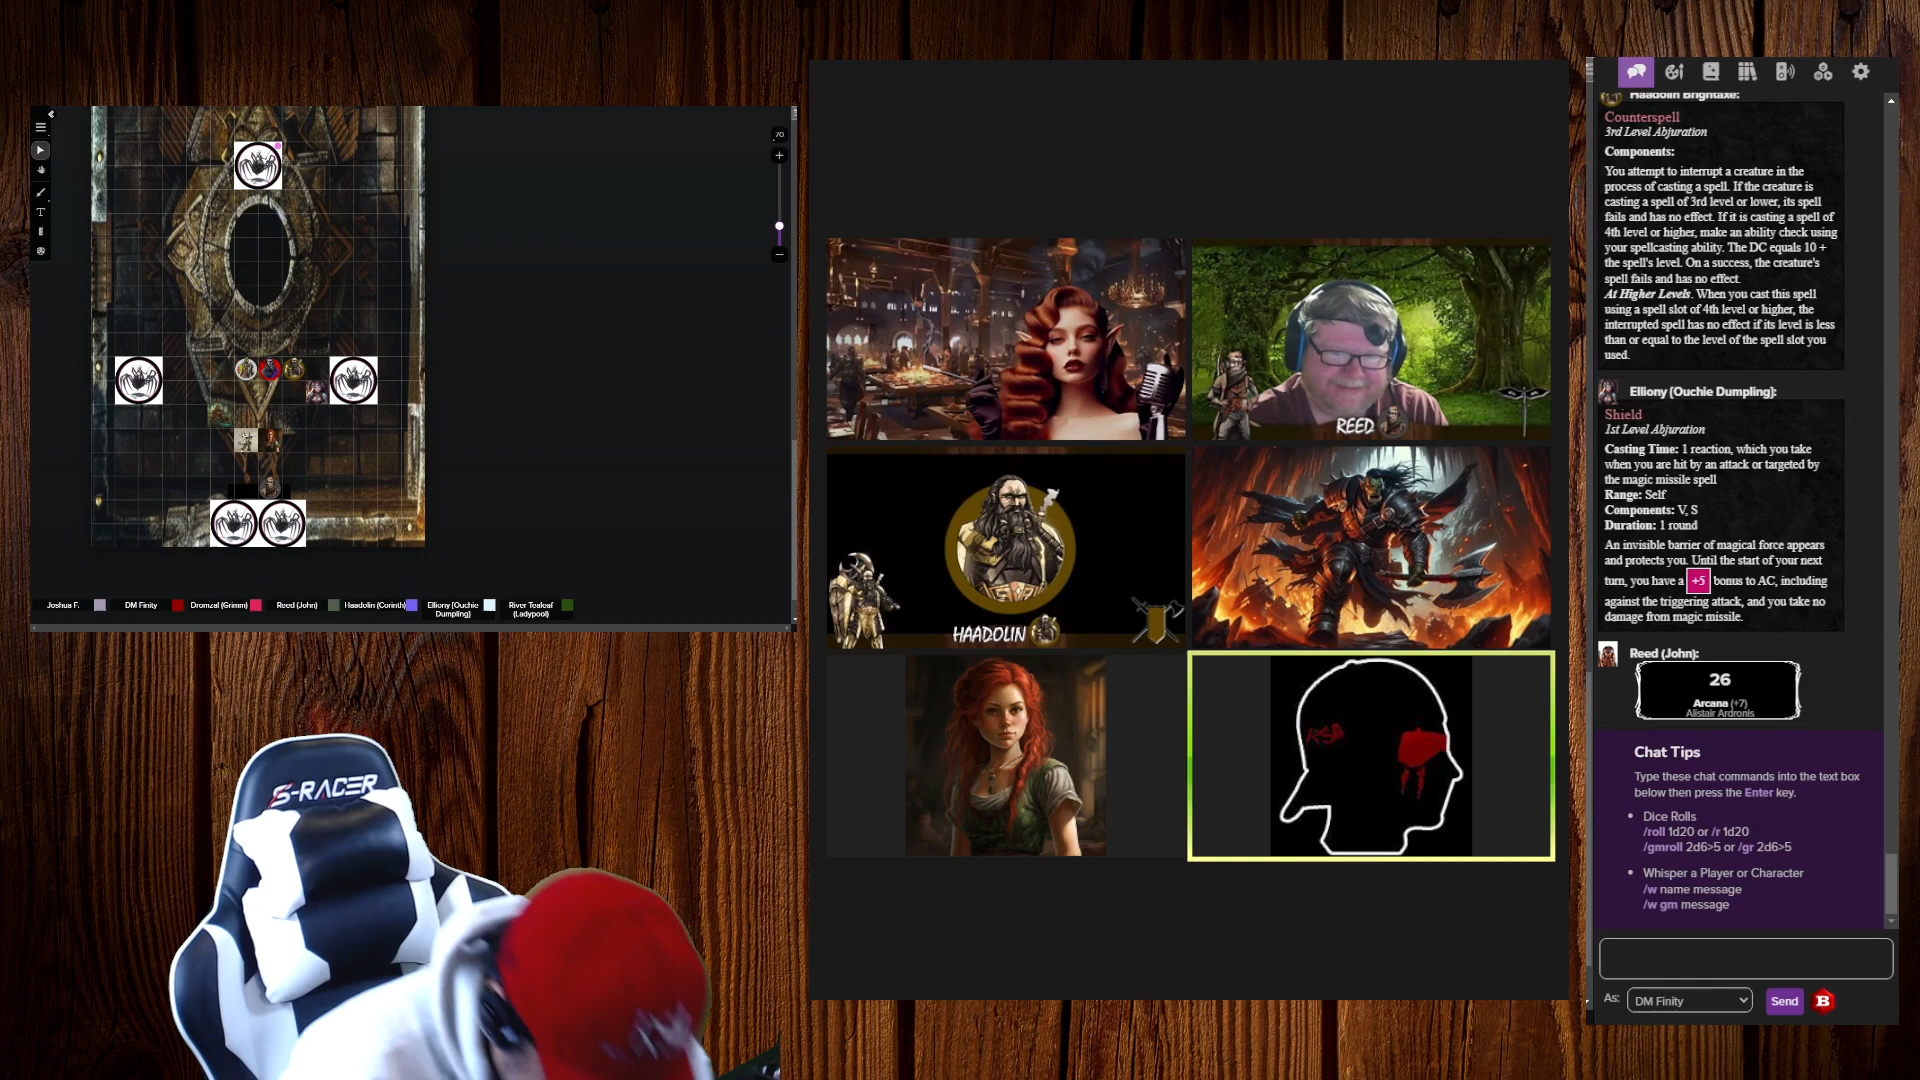 70
Joshua F.
DM Finity
Dromzal (Grimm)
Reed (John)
Haadolin (Corinth)
Elliony (Ouchie
Dumpling)
River Tealeaf
(Ladypool)
S-RACER
REED
HAADOLIN
RSG
Haadolin Brightaxe:
Counterspell
3rd Level Abjuration
Components:
You attempt to interrupt a creature in the
process of casting a spell. If the creature is
casting a spell of 3rd level or lower, its spell
fails and has no effect. If it is casting a spell of
4th level or higher, make an ability check using
your spellcasting ability. The DC equals 10 +
the spell's level. On a success, the creature's
spell fails and has no effect.
At Higher Levels. When you cast this spell
using a spell slot of 4th level or higher, the
interrupted spell has no effect if its level is less
than or equal to the level of the spell slot you
used.
Elliony (Ouchie Dumpling):
Shield
1st Level Abjuration
Casting Time: 1 reaction, which you take
when you are hit by an attack or targeted by
the magic missile spell
Range: Self
Components: V, S
Duration: 1 round
An invisible barrier of magical force appears
and protects you. Until the start of your next
turn, you have a +5 bonus to AC, including
against the triggering attack, and you take no
damage from magic missile.
Reed (John):
26
Arcana (+7)
Alistair Ardronis
Chat Tips
Type these chat commands into the text box
below then press the Enter key.
Dice Rolls
/roll 1d20 or /r 1d20
/gmroll 2d6>5 or /gr 2d6>5
Whisper a Player or Character
/w name message
/w gm message
As:
DM Finity
Send
B